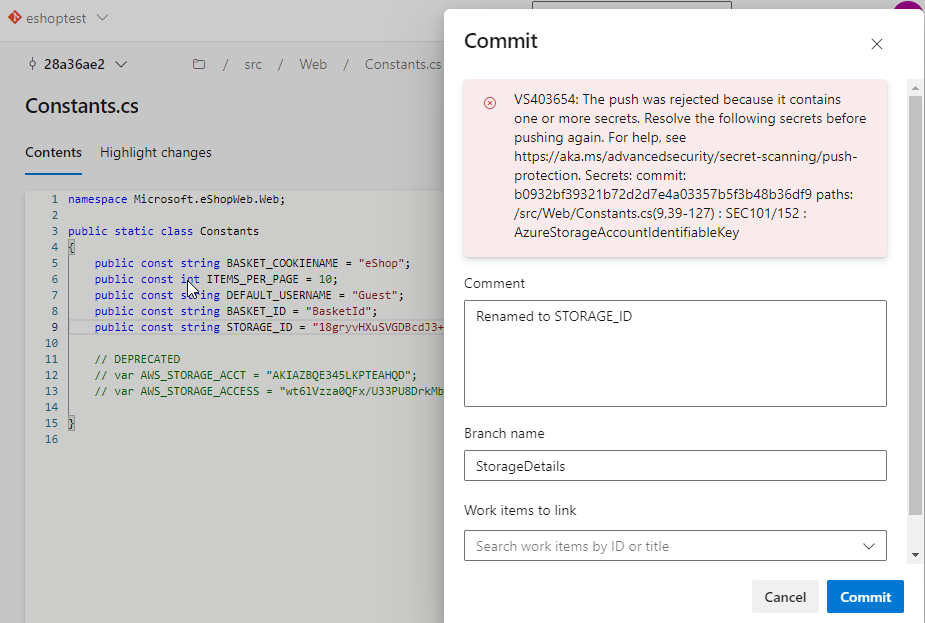 eshoptest
28a36ae2 / src / Web / Constants.cs
Constants.cs
Contents Highlight changes
1 namespace Microsoft.eShopWeb.Web;
2
3 public static class Constants
4 {
5 public const string BASKET_COOKIENAME = "eShop";
6 public const int ITEMS_PER_PAGE = 10;
7 public const string DEFAULT_USERNAME = "Guest";
8 public const string BASKET_ID = "BasketId";
9 public const string STORAGE_ID = "18gryvHXuSVGDBcdJ3+
10
11 // DEPRECATED
12 // var AWS_STORAGE_ACCT = "AKIAZBQE345LKPTEAHQD";
13 // var AWS_STORAGE_ACCESS = "wt61Vzza0QFx/U33PU8DrkMb
14
15 }
16
Commit
VS403654: The push was rejected because it contains
one or more secrets. Resolve the following secrets before
pushing again. For help, see
https://aka.ms/advancedsecurity/secret-scanning/push-
protection. Secrets: commit:
b0932bf39321b72d2d7e4a03357b5f3b48b36df9 paths:
/src/Web/Constants.cs(9,39-127) : SEC101/152 :
AzureStorageAccountIdentifiableKey
Comment
Renamed to STORAGE_ID
Branch name
StorageDetails
Work items to link
Search work items by ID or title
Cancel Commit